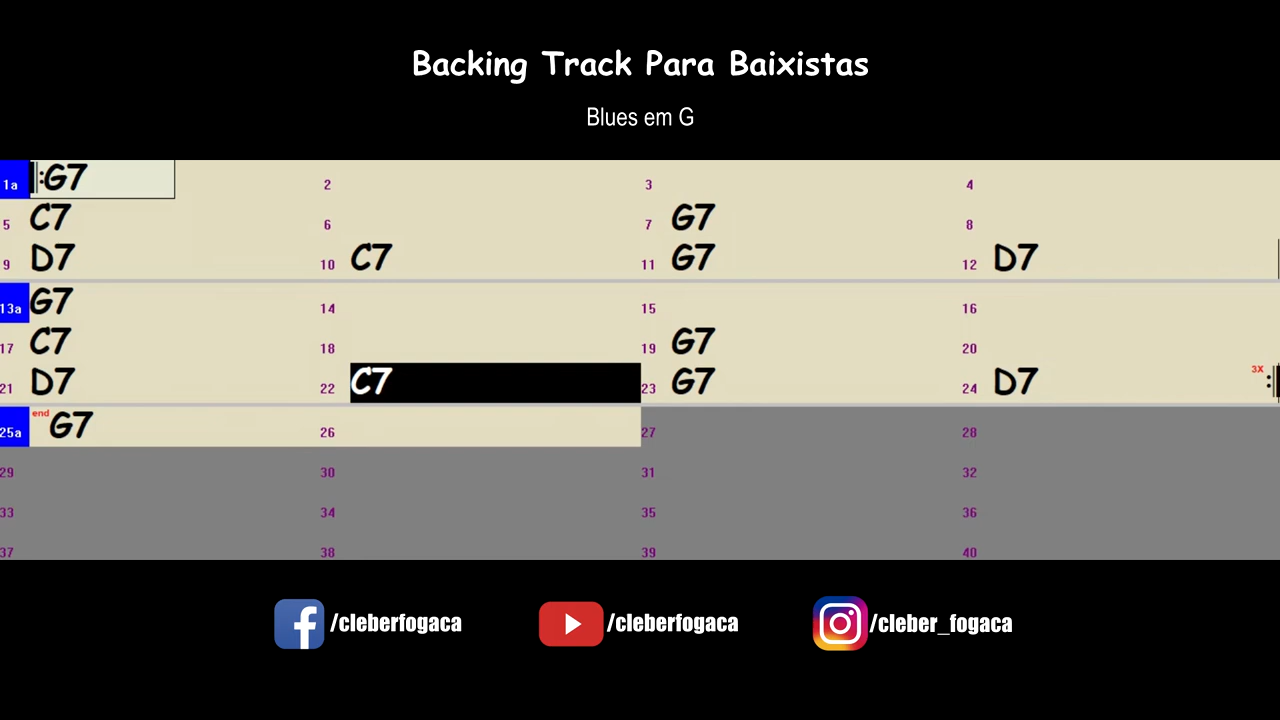 Backing Track Para Baixistas
Blues em G
1a G7 2 3 4
5 C7 6 7 G7 8
9 D7 10 C7 11 G7 12 D7
13a G7 14 15 16
17 C7 18 19 G7 20
21 D7 22 C7 23 G7 24 D7 3X
25a end G7 26 27 28
29 30 31 32
33 34 35 36
37 38 39 40
/cleberfogaca /cleberfogaca /cleber_fogaca